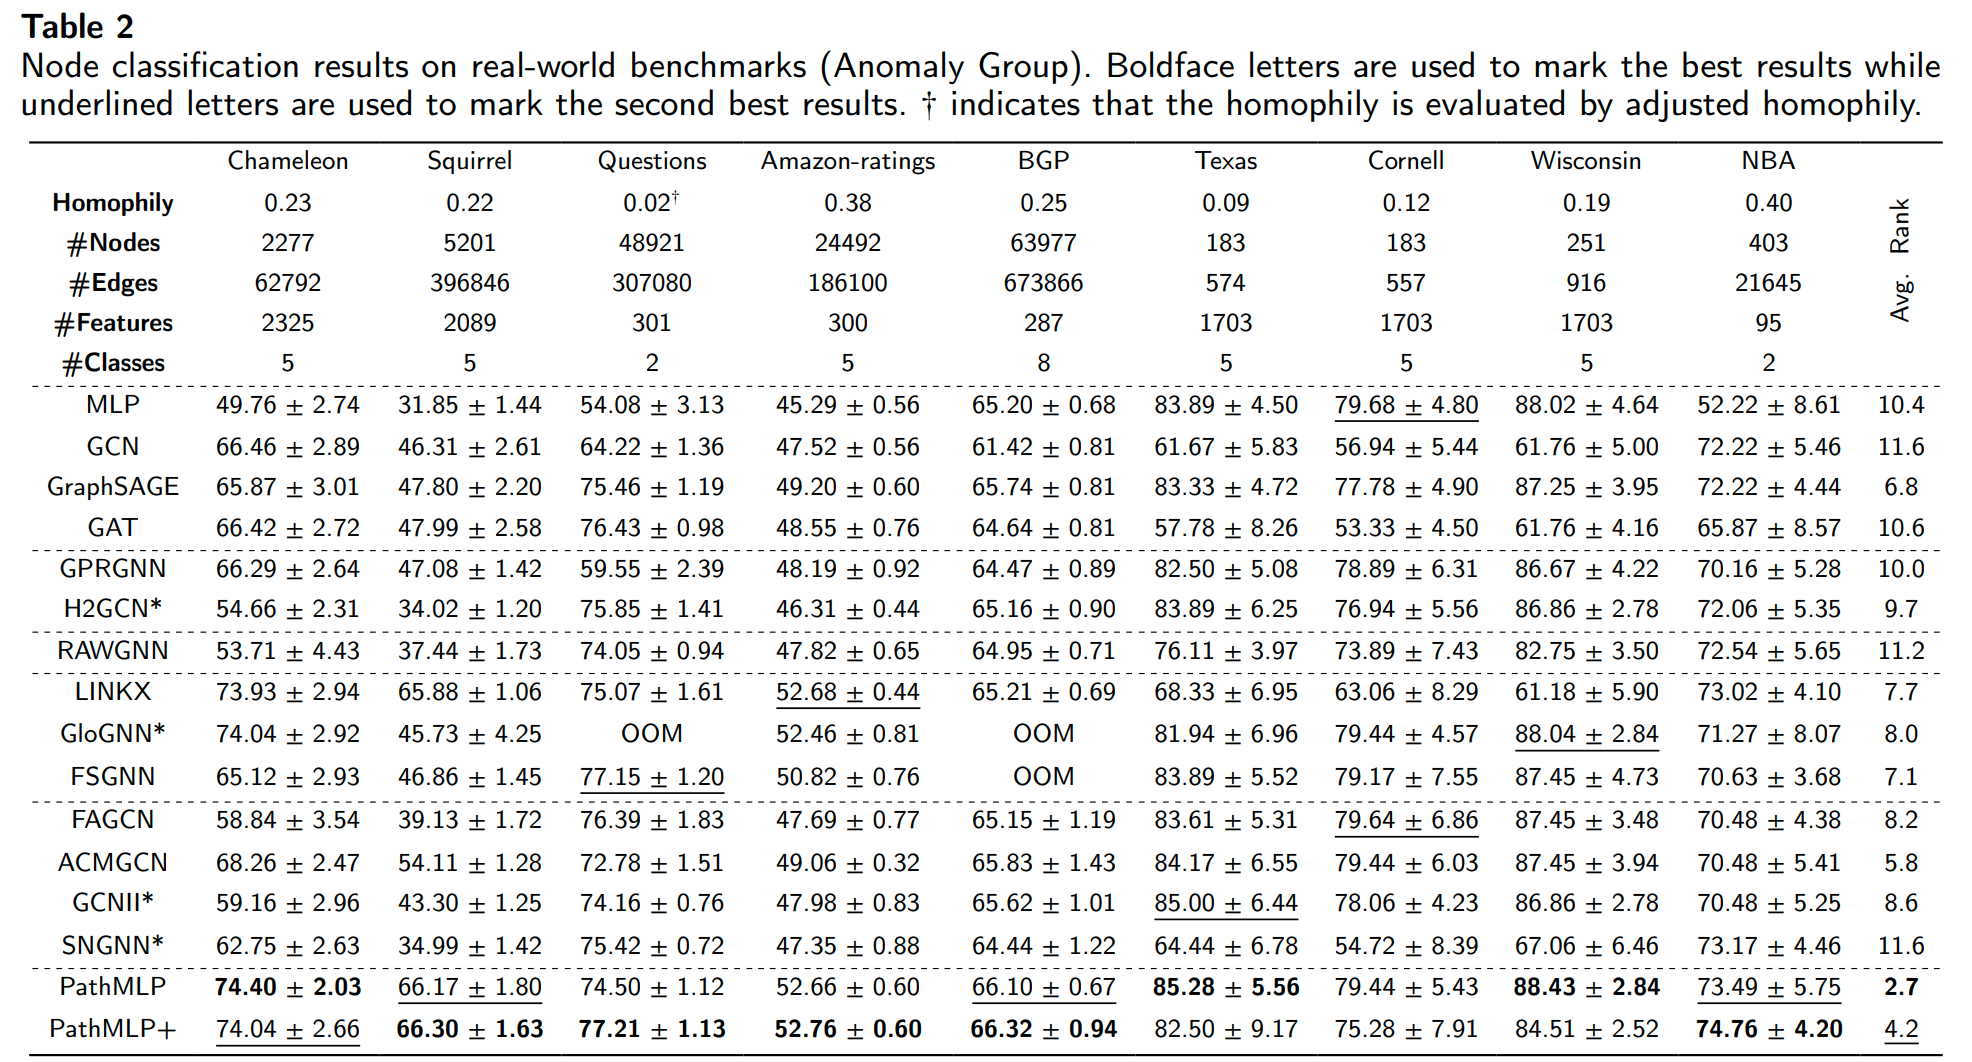 Table 2
Node classification results on real-world benchmarks (Anomaly Group). Boldface letters are used to mark the best results while
underlined letters are used to mark the second best results. † indicates that the homophily is evaluated by adjusted homophily.
Chameleon Squirrel Questions Amazon-ratings BGP Texas Cornell Wisconsin NBA Avg. Rank
Homophily 0.23 0.22 0.02† 0.38 0.25 0.09 0.12 0.19 0.40
#Nodes 2277 5201 48921 24492 63977 183 183 251 403
#Edges 62792 396846 307080 186100 673866 574 557 916 21645
#Features 2325 2089 301 300 287 1703 1703 1703 95
#Classes 5 5 2 5 8 5 5 5 2
MLP 49.76 ± 2.74 31.85 ± 1.44 54.08 ± 3.13 45.29 ± 0.56 65.20 ± 0.68 83.89 ± 4.50 79.68 ± 4.80 88.02 ± 4.64 52.22 ± 8.61 10.4
GCN 66.46 ± 2.89 46.31 ± 2.61 64.22 ± 1.36 47.52 ± 0.56 61.42 ± 0.81 61.67 ± 5.83 56.94 ± 5.44 61.76 ± 5.00 72.22 ± 5.46 11.6
GraphSAGE 65.87 ± 3.01 47.80 ± 2.20 75.46 ± 1.19 49.20 ± 0.60 65.74 ± 0.81 83.33 ± 4.72 77.78 ± 4.90 87.25 ± 3.95 72.22 ± 4.44 6.8
GAT 66.42 ± 2.72 47.99 ± 2.58 76.43 ± 0.98 48.55 ± 0.76 64.64 ± 0.81 57.78 ± 8.26 53.33 ± 4.50 61.76 ± 4.16 65.87 ± 8.57 10.6
GPRGNN 66.29 ± 2.64 47.08 ± 1.42 59.55 ± 2.39 48.19 ± 0.92 64.47 ± 0.89 82.50 ± 5.08 78.89 ± 6.31 86.67 ± 4.22 70.16 ± 5.28 10.0
H2GCN* 54.66 ± 2.31 34.02 ± 1.20 75.85 ± 1.41 46.31 ± 0.44 65.16 ± 0.90 83.89 ± 6.25 76.94 ± 5.56 86.86 ± 2.78 72.06 ± 5.35 9.7
RAWGNN 53.71 ± 4.43 37.44 ± 1.73 74.05 ± 0.94 47.82 ± 0.65 64.95 ± 0.71 76.11 ± 3.97 73.89 ± 7.43 82.75 ± 3.50 72.54 ± 5.65 11.2
LINKX 73.93 ± 2.94 65.88 ± 1.06 75.07 ± 1.61 52.68 ± 0.44 65.21 ± 0.69 68.33 ± 6.95 63.06 ± 8.29 61.18 ± 5.90 73.02 ± 4.10 7.7
GloGNN* 74.04 ± 2.92 45.73 ± 4.25 OOM 52.46 ± 0.81 OOM 81.94 ± 6.96 79.44 ± 4.57 88.04 ± 2.84 71.27 ± 8.07 8.0
FSGNN 65.12 ± 2.93 46.86 ± 1.45 77.15 ± 1.20 50.82 ± 0.76 OOM 83.89 ± 5.52 79.17 ± 7.55 87.45 ± 4.73 70.63 ± 3.68 7.1
FAGCN 58.84 ± 3.54 39.13 ± 1.72 76.39 ± 1.83 47.69 ± 0.77 65.15 ± 1.19 83.61 ± 5.31 79.64 ± 6.86 87.45 ± 3.48 70.48 ± 4.38 8.2
ACMGCN 68.26 ± 2.47 54.11 ± 1.28 72.78 ± 1.51 49.06 ± 0.32 65.83 ± 1.43 84.17 ± 6.55 79.44 ± 6.03 87.45 ± 3.94 70.48 ± 5.41 5.8
GCNII* 59.16 ± 2.96 43.30 ± 1.25 74.16 ± 0.76 47.98 ± 0.83 65.62 ± 1.01 85.00 ± 6.44 78.06 ± 4.23 86.86 ± 2.78 70.48 ± 5.25 8.6
SNGNN* 62.75 ± 2.63 34.99 ± 1.42 75.42 ± 0.72 47.35 ± 0.88 64.44 ± 1.22 64.44 ± 6.78 54.72 ± 8.39 67.06 ± 6.46 73.17 ± 4.46 11.6
PathMLP 74.40 ± 2.03 66.17 ± 1.80 74.50 ± 1.12 52.66 ± 0.60 66.10 ± 0.67 85.28 ± 5.56 79.44 ± 5.43 88.43 ± 2.84 73.49 ± 5.75 2.7
PathMLP+ 74.04 ± 2.66 66.30 ± 1.63 77.21 ± 1.13 52.76 ± 0.60 66.32 ± 0.94 82.50 ± 9.17 75.28 ± 7.91 84.51 ± 2.52 74.76 ± 4.20 4.2